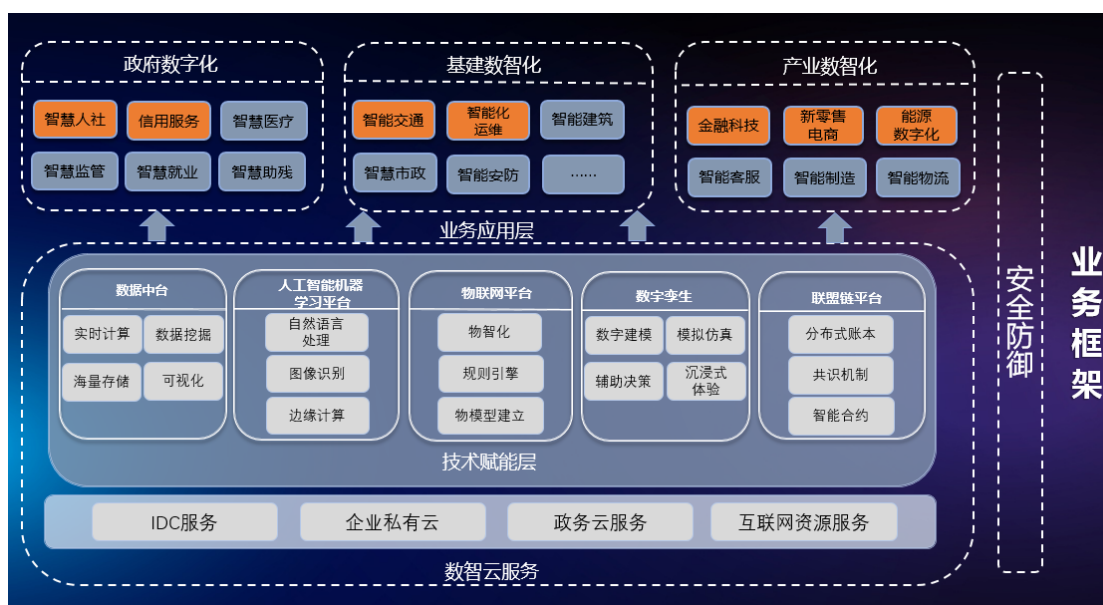 政府数字化
智慧人社
信用服务
智慧医疗
智慧监管
智慧就业
智慧助残
基建数智化
智能交通
智能化
运维
智能建筑
智慧市政
智能安防
……
产业数智化
金融科技
新零售
电商
能源
数字化
智能客服
智能制造
智能物流
业务应用层
数据中台
实时计算
数据挖掘
海量存储
可视化
人工智能机器
学习平台
自然语言
处理
图像识别
边缘计算
物联网平台
物智化
规则引擎
物模型建立
数字孪生
数字建模
模拟仿真
辅助决策
沉浸式
体验
联盟链平台
分布式账本
共识机制
智能合约
技术赋能层
IDC服务
企业私有云
政务云服务
互联网资源服务
数智云服务
安全防御
业务框架